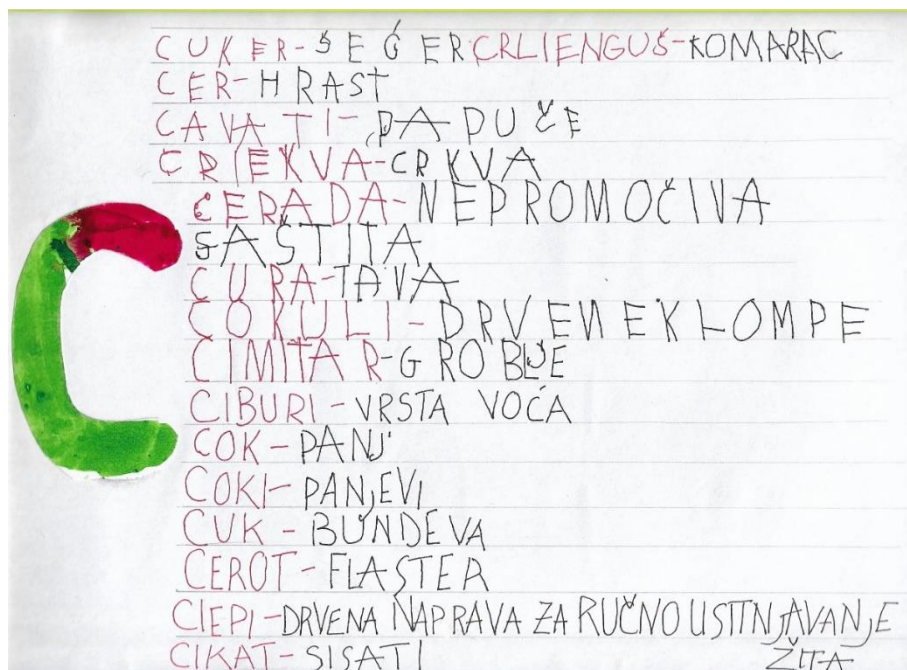 C
CUKER-ŠEĆER CRLIENGUŠ-KOMARAC
CER-HRAST
CAVATI-PAPUČE
CRIEKVA-CRKVA
CERADA-NEPROMOČIVA
ZAŠTITA
CURA-TAVA
COKULI-DRVENE KLOMPE
CIMITAR-GROBLJE
CIBURI-VRSTA VOĆA
COK-PANJ
COKI-PANJEVI
CUK-BUNDEVA
CEROT-FLASTER
CIEPI-DRVENA NAPRAVA ZA RUČNO USITNJAVANJE
ŽITA
CIKAT-SISATI